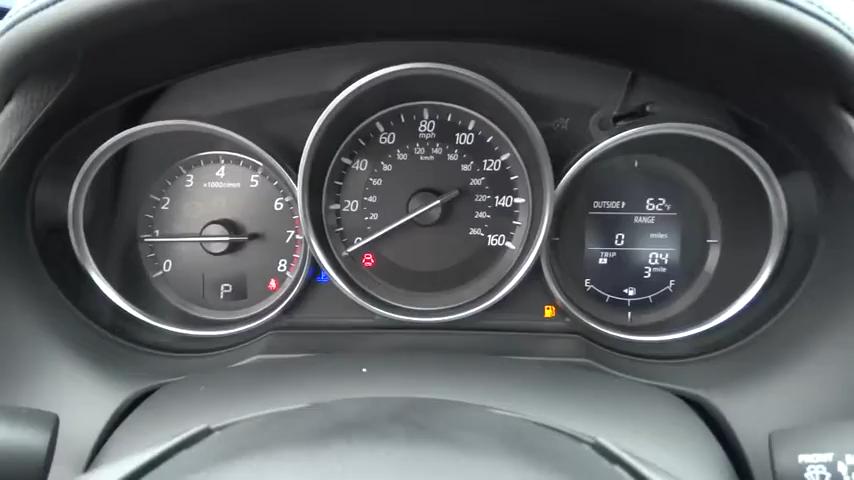 0 1 2 3 4 5 6 7 8
x1000r/min
P
0 20 40 60 80 100 120 140 160
mph
20 40 60 80 100 120 140 160 180 200 220 240 260
km/h
OUTSIDE 62°F
RANGE
0 miles
TRIP 0.4
A
3 mile
E F
FRONT